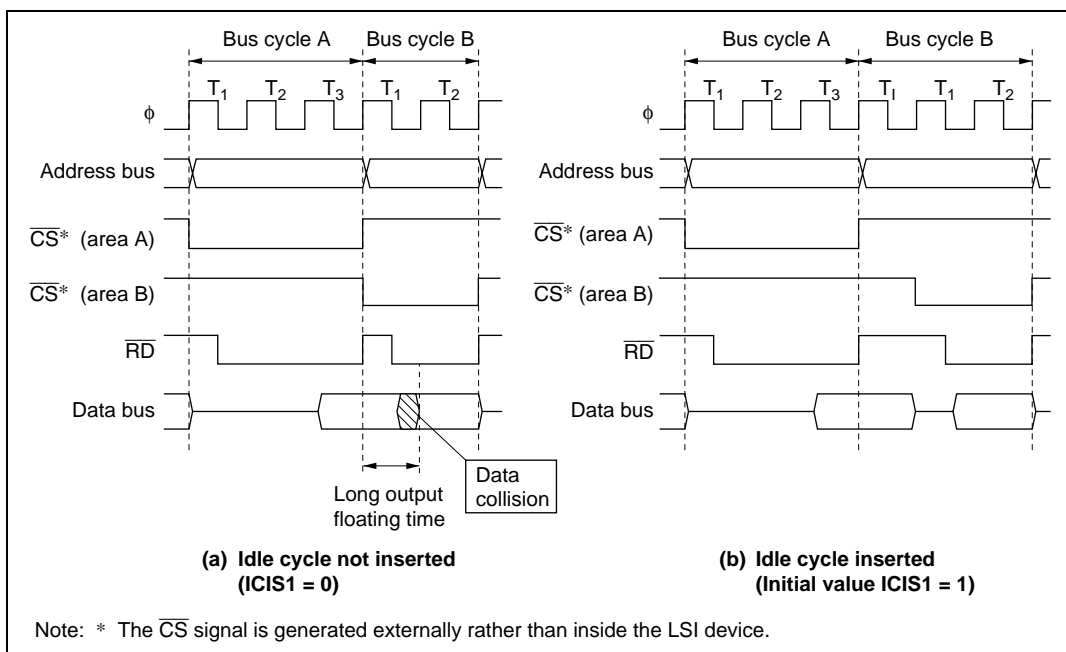 Bus cycle A Bus cycle B
T1 T2 T3 T1 T2
ϕ
Address bus
CS* (area A)
CS* (area B)
RD
Data bus
Long output
floating time
Data
collision
(a) Idle cycle not inserted
(ICIS1 = 0)
Bus cycle A Bus cycle B
T1 T2 T3 TI T1 T2
ϕ
Address bus
CS* (area A)
CS* (area B)
RD
Data bus
(b) Idle cycle inserted
(Initial value ICIS1 = 1)
Note: * The CS signal is generated externally rather than inside the LSI device.